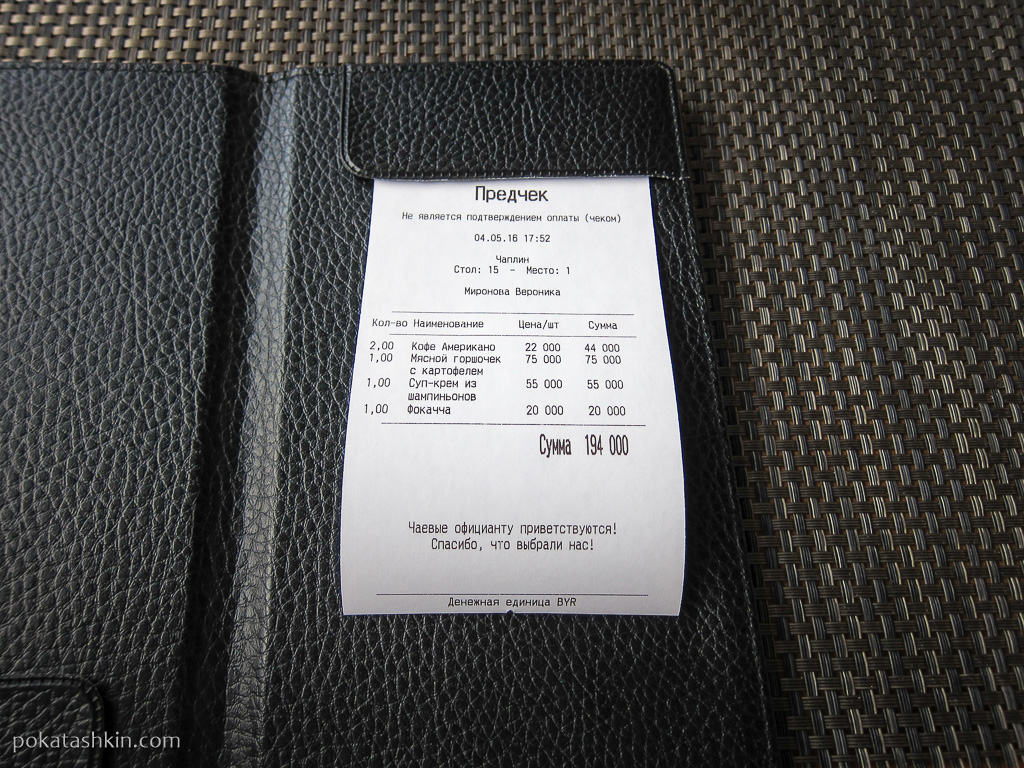 Предчек
Не является подтверждением оплаты (чеком)
04.05.16 17:52
Чаплин
Стол: 15 - Место: 1
Миронова Вероника
Кол-во Наименование Цена/шт Сумма
2,00 Кофе Американо 22 000 44 000
1,00 Мясной горшочек 75 000 75 000
с картофелем
1,00 Суп-крем из 55 000 55 000
шампиньонов
1,00 Фокачча 20 000 20 000
Сумма 194 000
Чаевые официанту приветствуются!
Спасибо, что выбрали нас!
Денежная единица BYR
pokatashkin.com